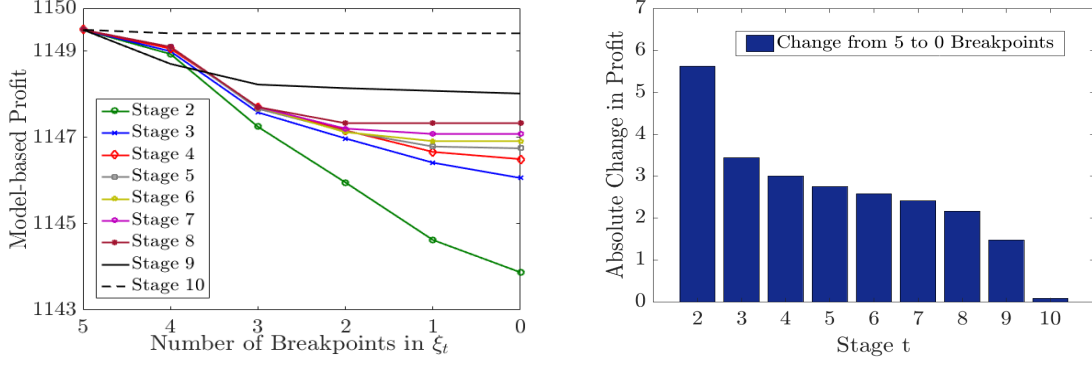 1150
1149
1147
1145
1143
Model-based Profit
Stage 2
Stage 3
Stage 4
Stage 5
Stage 6
Stage 7
Stage 8
Stage 9
Stage 10
5 4 3 2 1 0
Number of Breakpoints in ξt
7
6
5
4
3
2
1
0
Absolute Change in Profit
Change from 5 to 0 Breakpoints
2 3 4 5 6 7 8 9 10
Stage t